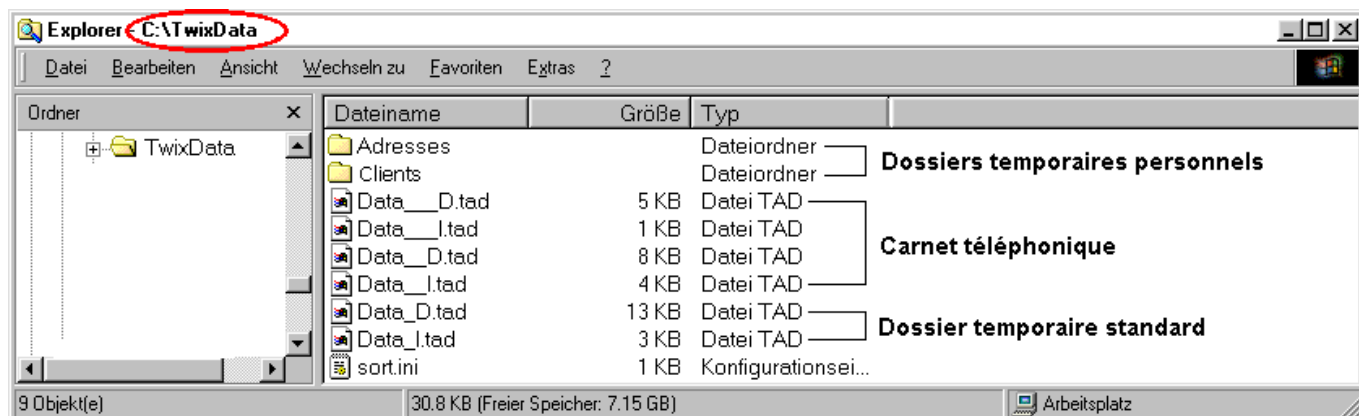 Explorer - C:\TwixData
Datei Bearbeiten Ansicht Wechseln zu Favoriten Extras ?
Ordner
TwixData
Dateiname Größe Typ
Adresses Dateiordner
Clients Dateiordner
Dossiers temporaires personnels
Data___D.tad 5 KB Datei TAD
Data___I.tad 1 KB Datei TAD
Data__D.tad 8 KB Datei TAD
Data__I.tad 4 KB Datei TAD
Carnet téléphonique
Data_D.tad 13 KB Datei TAD
Data_I.tad 3 KB Datei TAD
Dossier temporaire standard
sort.ini 1 KB Konfigurationsei...
9 Objekt(e) 30.8 KB (Freier Speicher: 7.15 GB) Arbeitsplatz